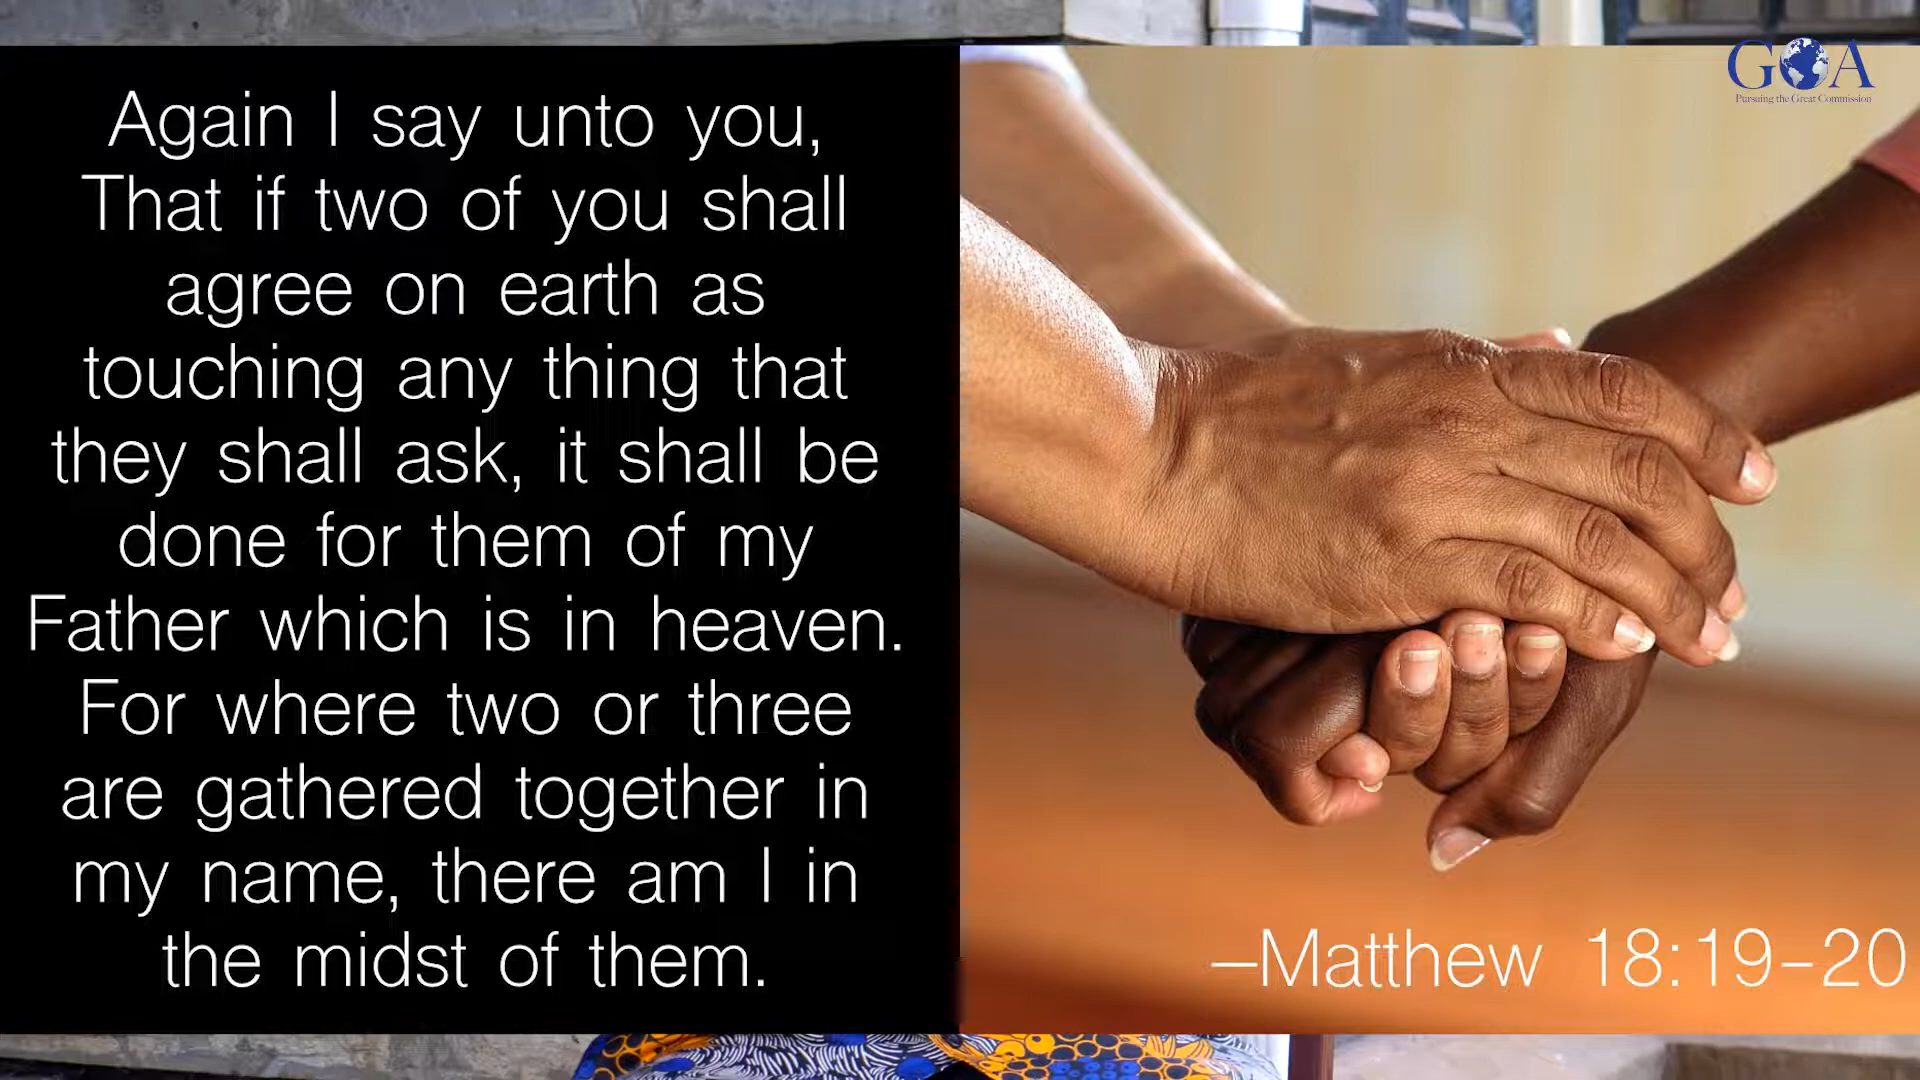 Again I say unto you,
That if two of you shall
agree on earth as
touching any thing that
they shall ask, it shall be
done for them of my
Father which is in heaven.
For where two or three
are gathered together in
my name, there am I in
the midst of them.
–Matthew 18:19–20
GOA
Pursuing the Great Commission